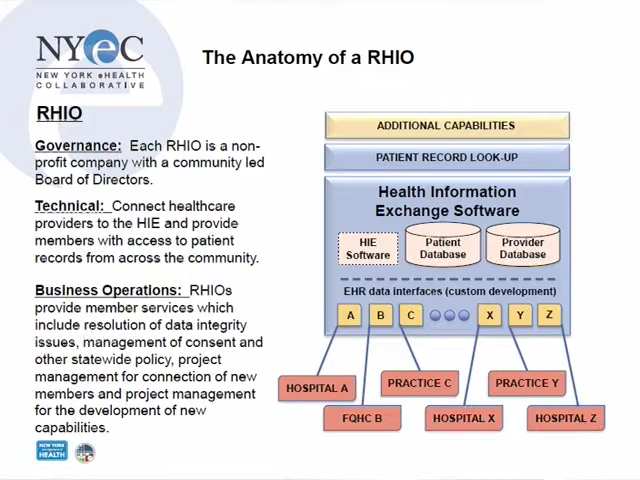 NYeC
NEW YORK eHEALTH
COLLABORATIVE
The Anatomy of a RHIO
RHIO
Governance: Each RHIO is a non-
profit company with a community led
Board of Directors.
Technical: Connect healthcare
providers to the HIE and provide
members with access to patient
records from across the community.
Business Operations: RHIOs
provide member services which
include resolution of data integrity
issues, management of consent and
other statewide policy, project
management for connection of new
members and project management
for the development of new
capabilities.
ADDITIONAL CAPABILITIES
PATIENT RECORD LOOK-UP
Health Information
Exchange Software
HIE
Software
Patient
Database
Provider
Database
EHR data interfaces (custom development)
A B C X Y Z
HOSPITAL A
PRACTICE C
PRACTICE Y
FQHC B
HOSPITAL X
HOSPITAL Z
NEW YORK
HEALTH